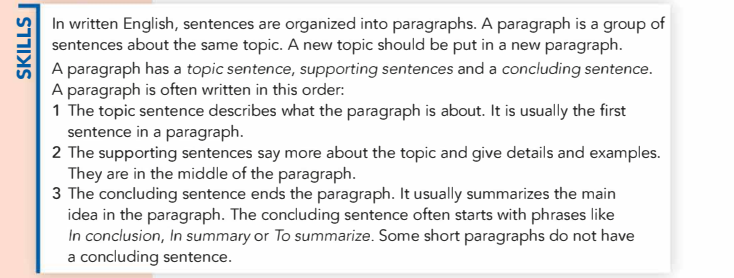 SKILLS
In written English, sentences are organized into paragraphs. A paragraph is a group of
sentences about the same topic. A new topic should be put in a new paragraph.
A paragraph has a topic sentence, supporting sentences and a concluding sentence.
A paragraph is often written in this order:
1 The topic sentence describes what the paragraph is about. It is usually the first
sentence in a paragraph.
2 The supporting sentences say more about the topic and give details and examples.
They are in the middle of the paragraph.
3 The concluding sentence ends the paragraph. It usually summarizes the main
idea in the paragraph. The concluding sentence often starts with phrases like
In conclusion, In summary or To summarize. Some short paragraphs do not have
a concluding sentence.